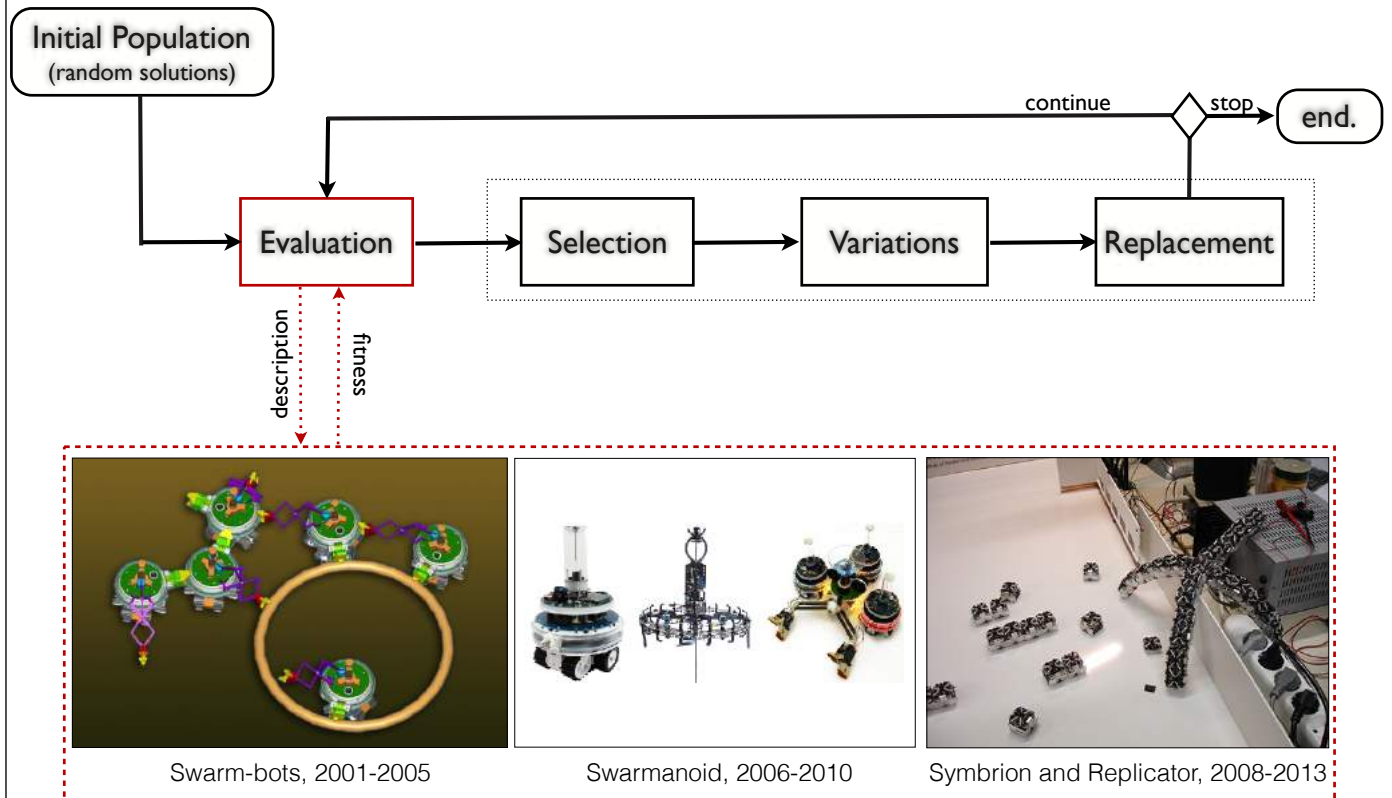 Initial Population
(random solutions)
continue
stop
end.
Evaluation
Selection
Variations
Replacement
description
fitness
Swarm-bots, 2001-2005
Swarmanoid, 2006-2010
Symbrion and Replicator, 2008-2013